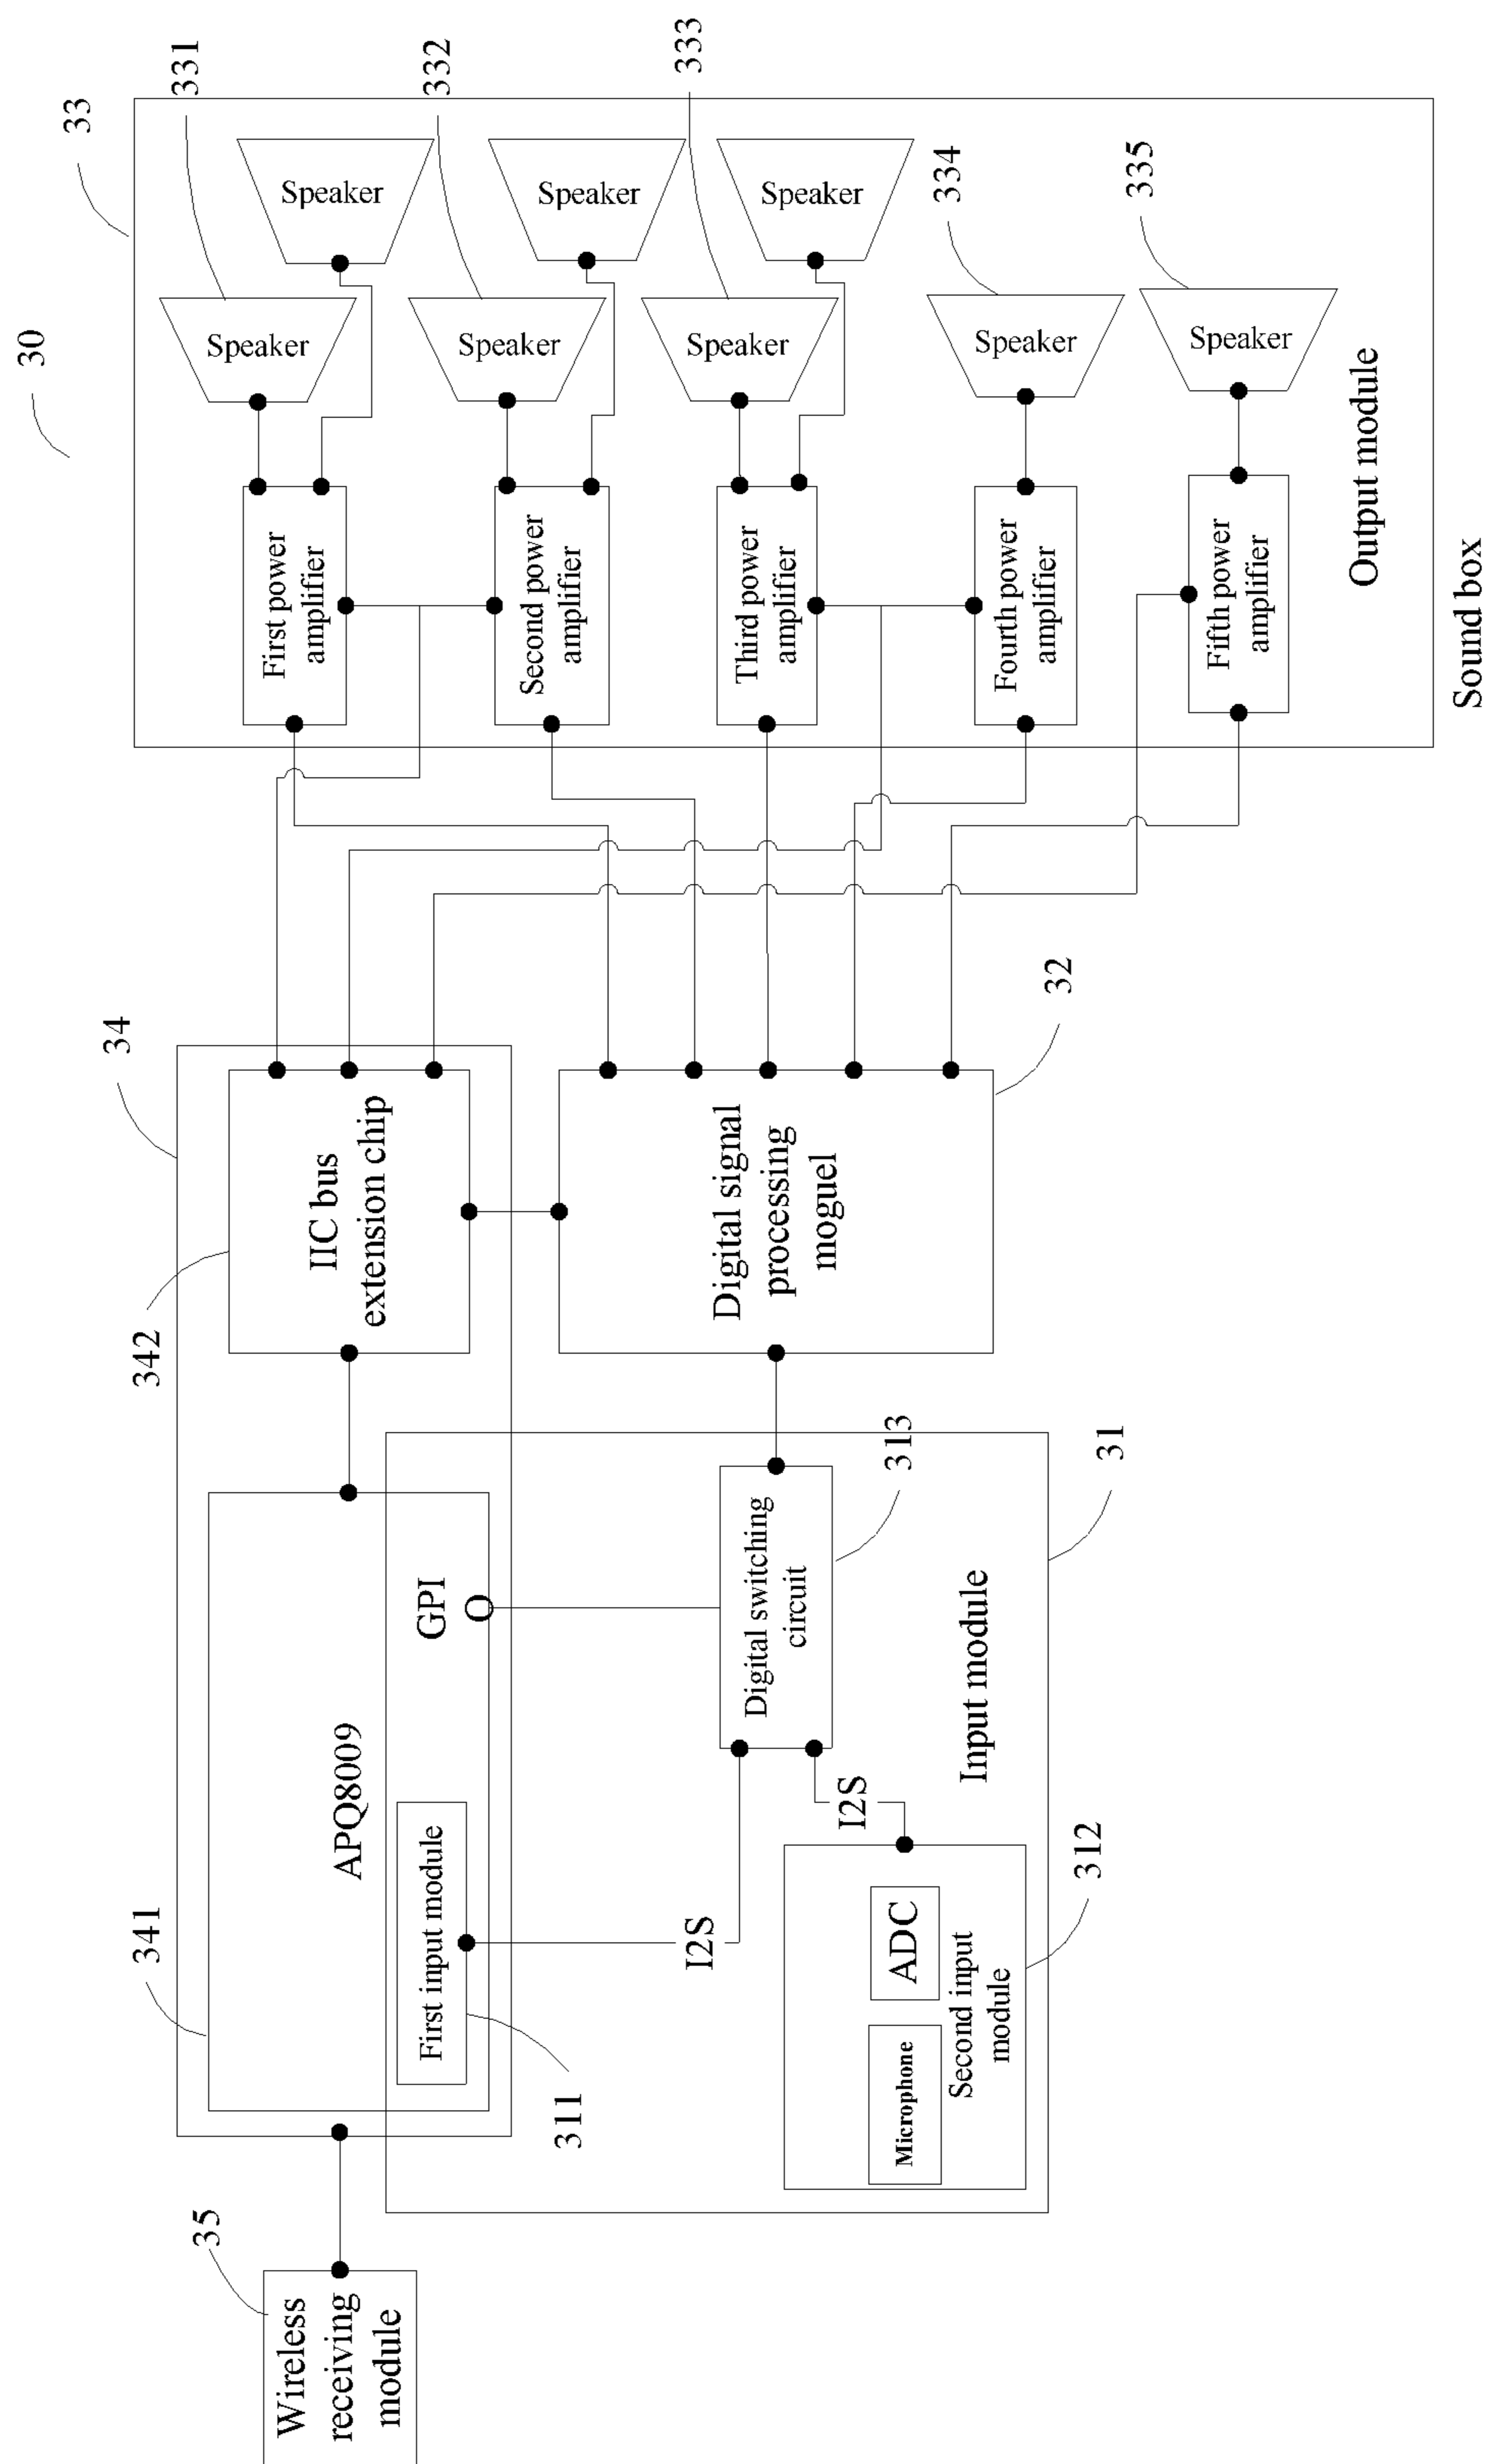 30
33
331
332
333
334
335
Speaker
Speaker
Speaker
Speaker
Speaker
Speaker
Speaker
Speaker
First power
amplifier
Second power
amplifier
Third power
amplifier
Fourth power
amplifier
Fifth power
amplifier
Output module
Sound box
34
342
IIC bus
extension chip
32
Digital signal
processing
moguel
341
APQ8009
GPI
O
First input module
311
I2S
I2S
Digital switching
circuit
313
31
Input module
312
ADC
Microphone
Second input
module
35
Wireless
receiving
module